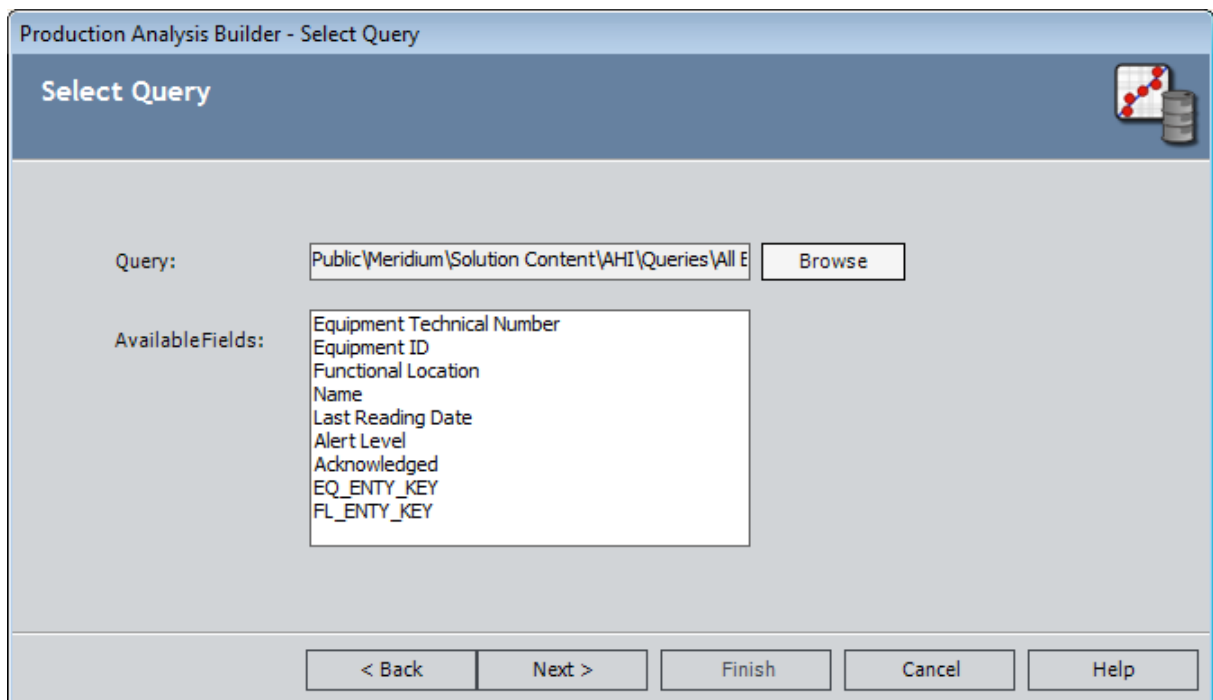 Production Analysis Builder - Select Query
Select Query
Query:
Public\Meridium\Solution Content\AHI\Queries\All E
Browse
AvailableFields:
Equipment Technical Number
Equipment ID
Functional Location
Name
Last Reading Date
Alert Level
Acknowledged
EQ_ENTY_KEY
FL_ENTY_KEY
< Back
Next >
Finish
Cancel
Help